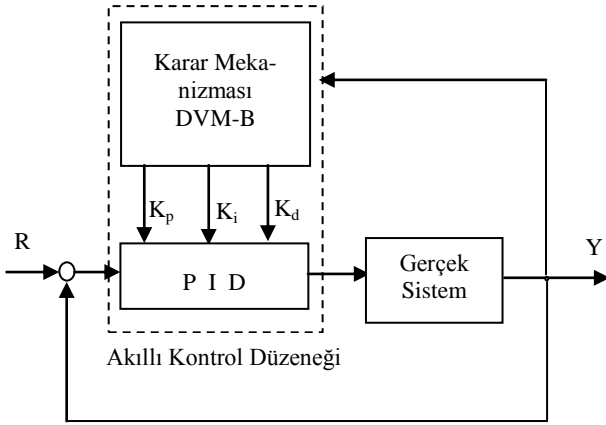 Karar Meka-
nizması
DVM-B
Kp
Ki
Kd
R
P I D
Gerçek
Sistem
Y
Akıllı Kontrol Düzeneği